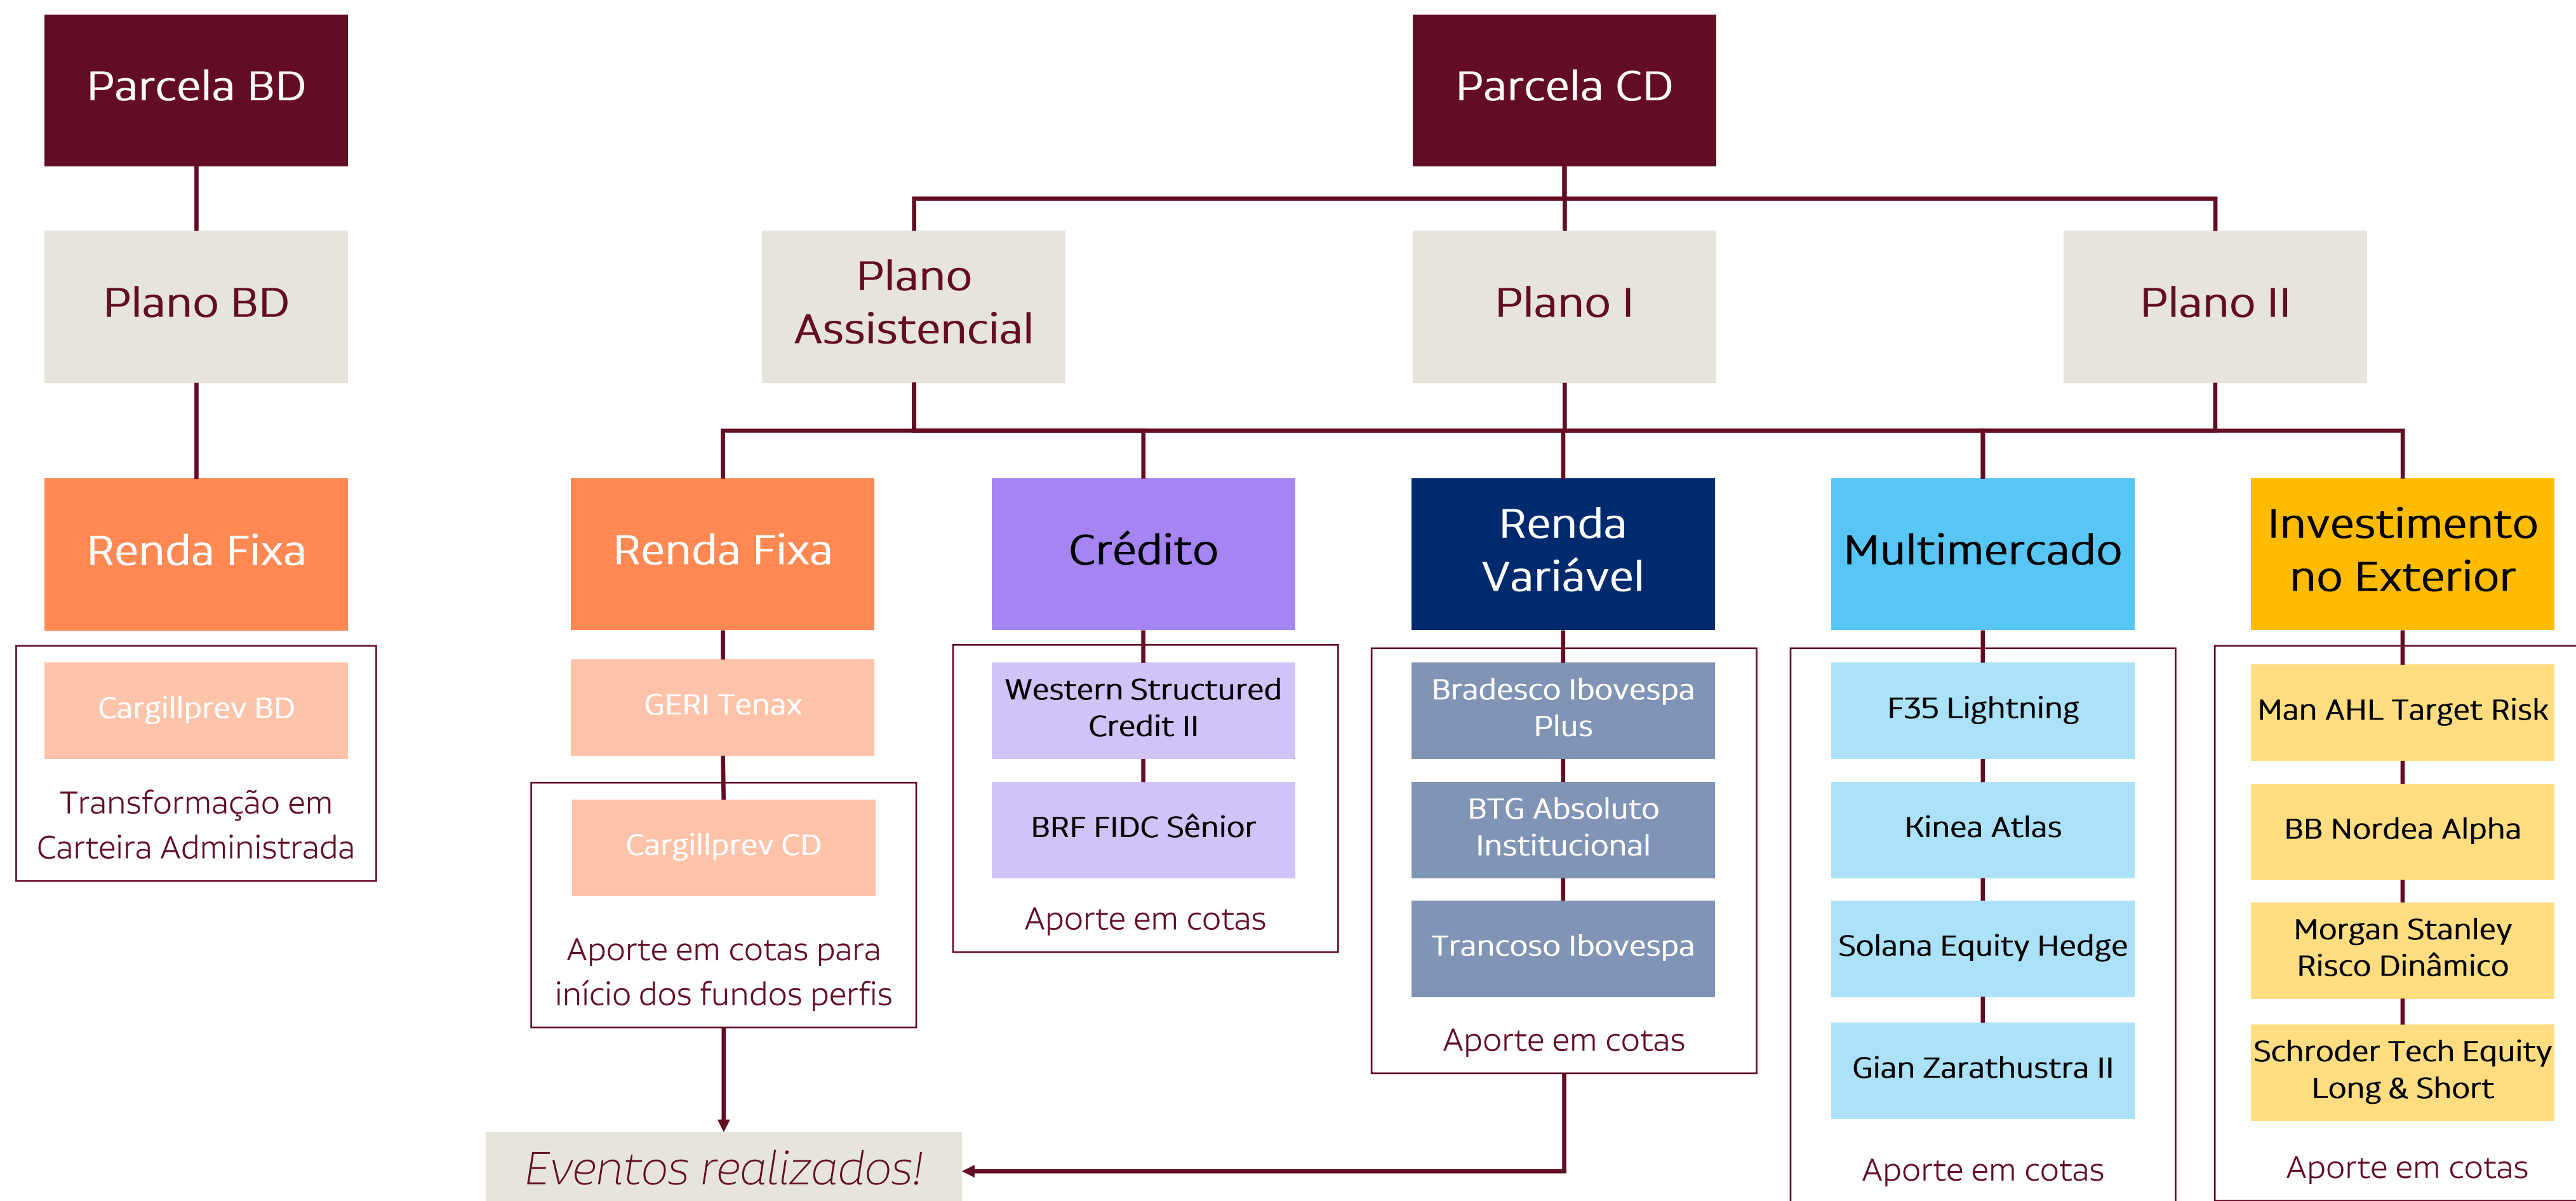 Parcela BD
Parcela CD
Plano BD
Plano
Assistencial
Plano I
Plano II
Renda Fixa
Renda Fixa
Crédito
Renda
Variável
Multimercado
Investimento
no Exterior
Cargillprev BD
Transformação em
Carteira Administrada
GERI Tenax
Cargillprev CD
Aporte em cotas para
início dos fundos perfis
Western Structured
Credit II
BRF FIDC Sênior
Aporte em cotas
Bradesco Ibovespa
Plus
BTG Absoluto
Institucional
Trancoso Ibovespa
Aporte em cotas
F35 Lightning
Kinea Atlas
Solana Equity Hedge
Gian Zarathustra II
Aporte em cotas
Man AHL Target Risk
BB Nordea Alpha
Morgan Stanley
Risco Dinâmico
Schroder Tech Equity
Long & Short
Aporte em cotas
Eventos realizados!